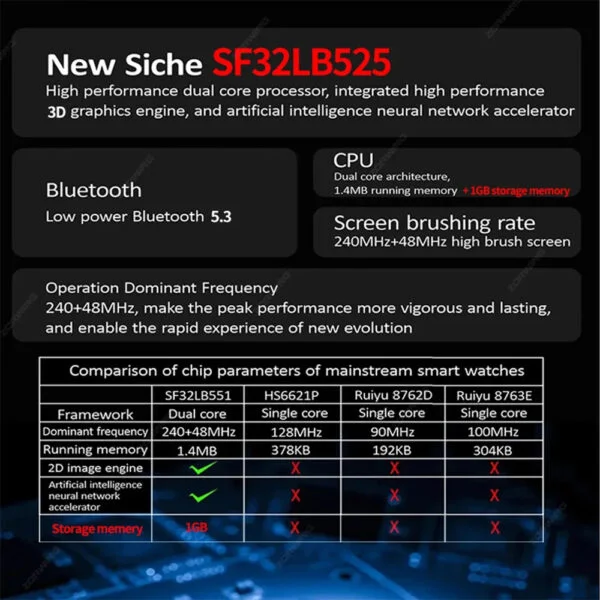 New Siche SF32LB525
High performance dual core processor, integrated high performance
3D graphics engine, and artificial intelligence neural network accelerator
Bluetooth
Low power Bluetooth 5.3
CPU
Dual core architecture,
1.4MB running memory +1GB storage memory
Screen brushing rate
240MHz+48MHz high brush screen
Operation Dominant Frequency
240+48MHz, make the peak performance more vigorous and lasting,
and enable the rapid experience of new evolution
Comparison of chip parameters of mainstream smart watches
SF32LB551 HS6621P Ruiyu 8762D Ruiyu 8763E
Framework Dual core Single core Single core Single core
Dominant frequency 240+48MHz 128MHz 90MHz 100MHz
Running memory 1.4MB 378KB 192KB 304KB
2D image engine ✓ X X X
Artificial intelligence
neural network
accelerator ✓ X X X
Storage memory 1GB X X X